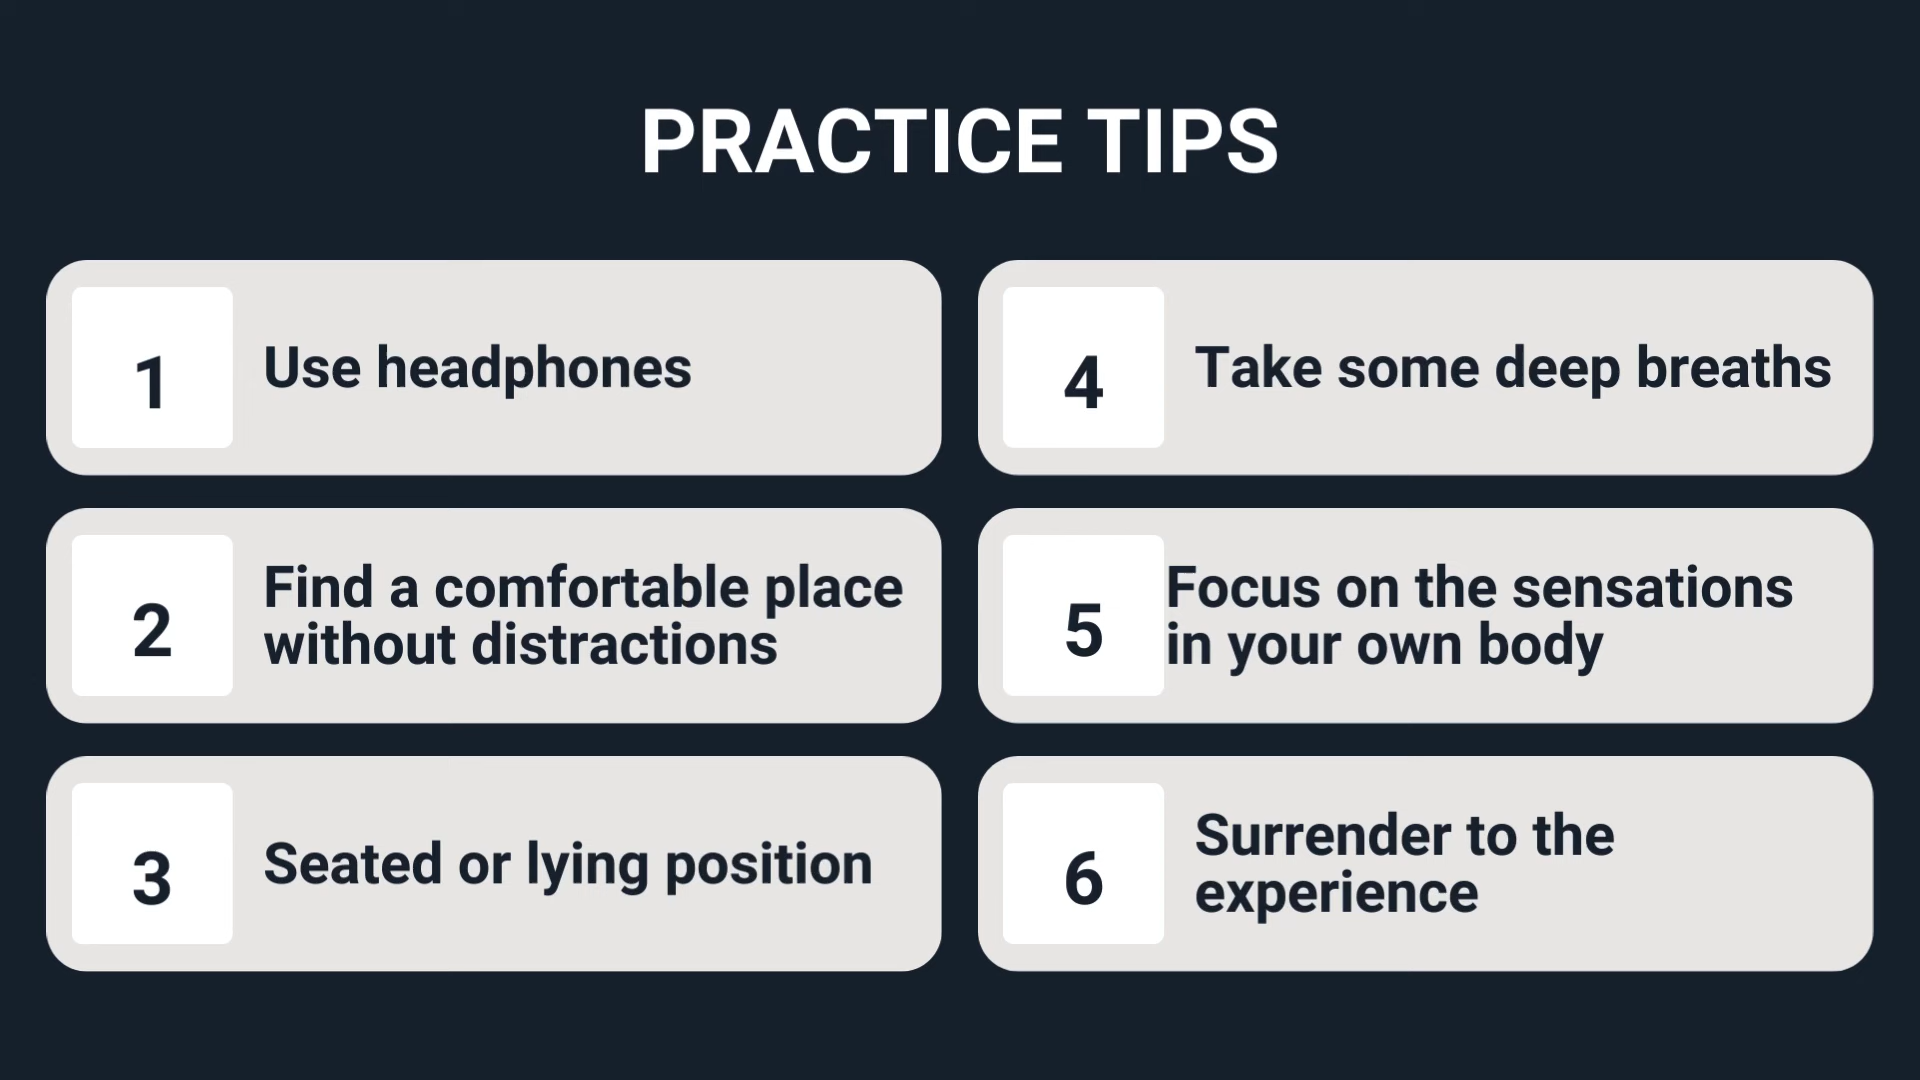 PRACTICE TIPS
1
Use headphones
2
Find a comfortable place
without distractions
3
Seated or lying position
4
Take some deep breaths
5
Focus on the sensations
in your own body
6
Surrender to the
experience